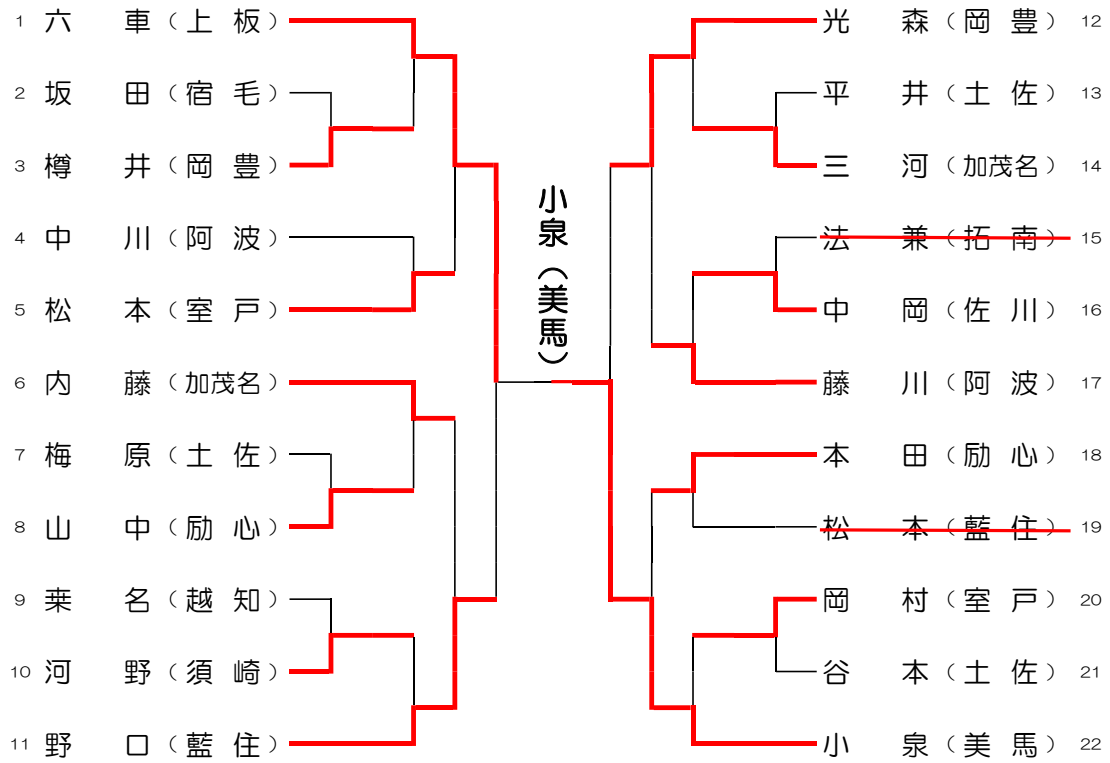 1 六 車（上 板）
2 坂 田（宿 毛）
3 樽 井（岡 豊）
4 中 川（阿 波）
5 松 本（室 戸）
6 内 藤（加茂名）
7 梅 原（土 佐）
8 山 中（励 心）
9 桒 名（越 知）
10 河 野（須 崎）
11 野 口（藍 住）
小泉（美馬）
光 森（岡 豊） 12
平 井（土 佐） 13
三 河（加茂名） 14
法 兼（拓 南） 15
中 岡（佐 川） 16
藤 川（阿 波） 17
本 田（励 心） 18
松 本（藍 住） 19
岡 村（室 戸） 20
谷 本（土 佐） 21
小 泉（美 馬） 22